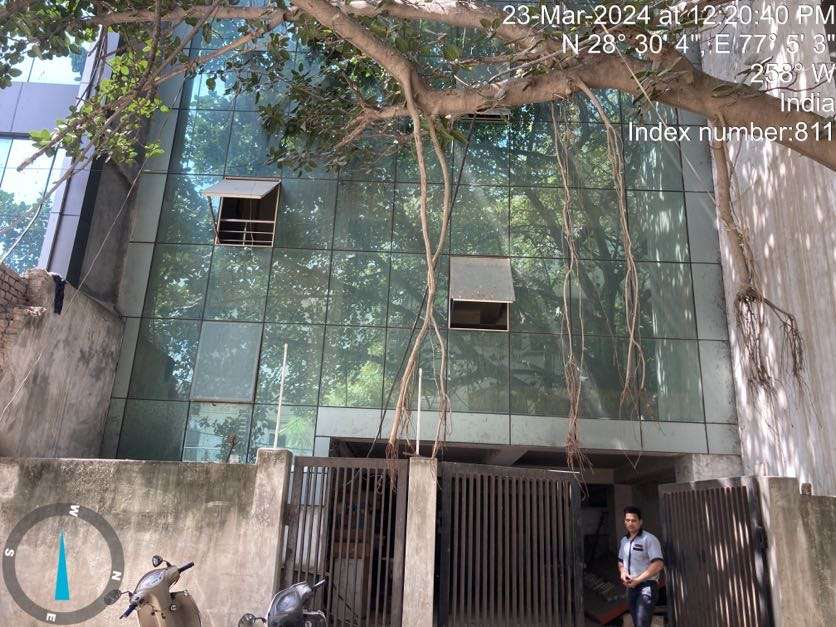 23-Mar-2024 at 12:20:40 PM
N 28° 30' 4", E 77° 5' 3"
258° W
India
Index number:811
W
S
N
E